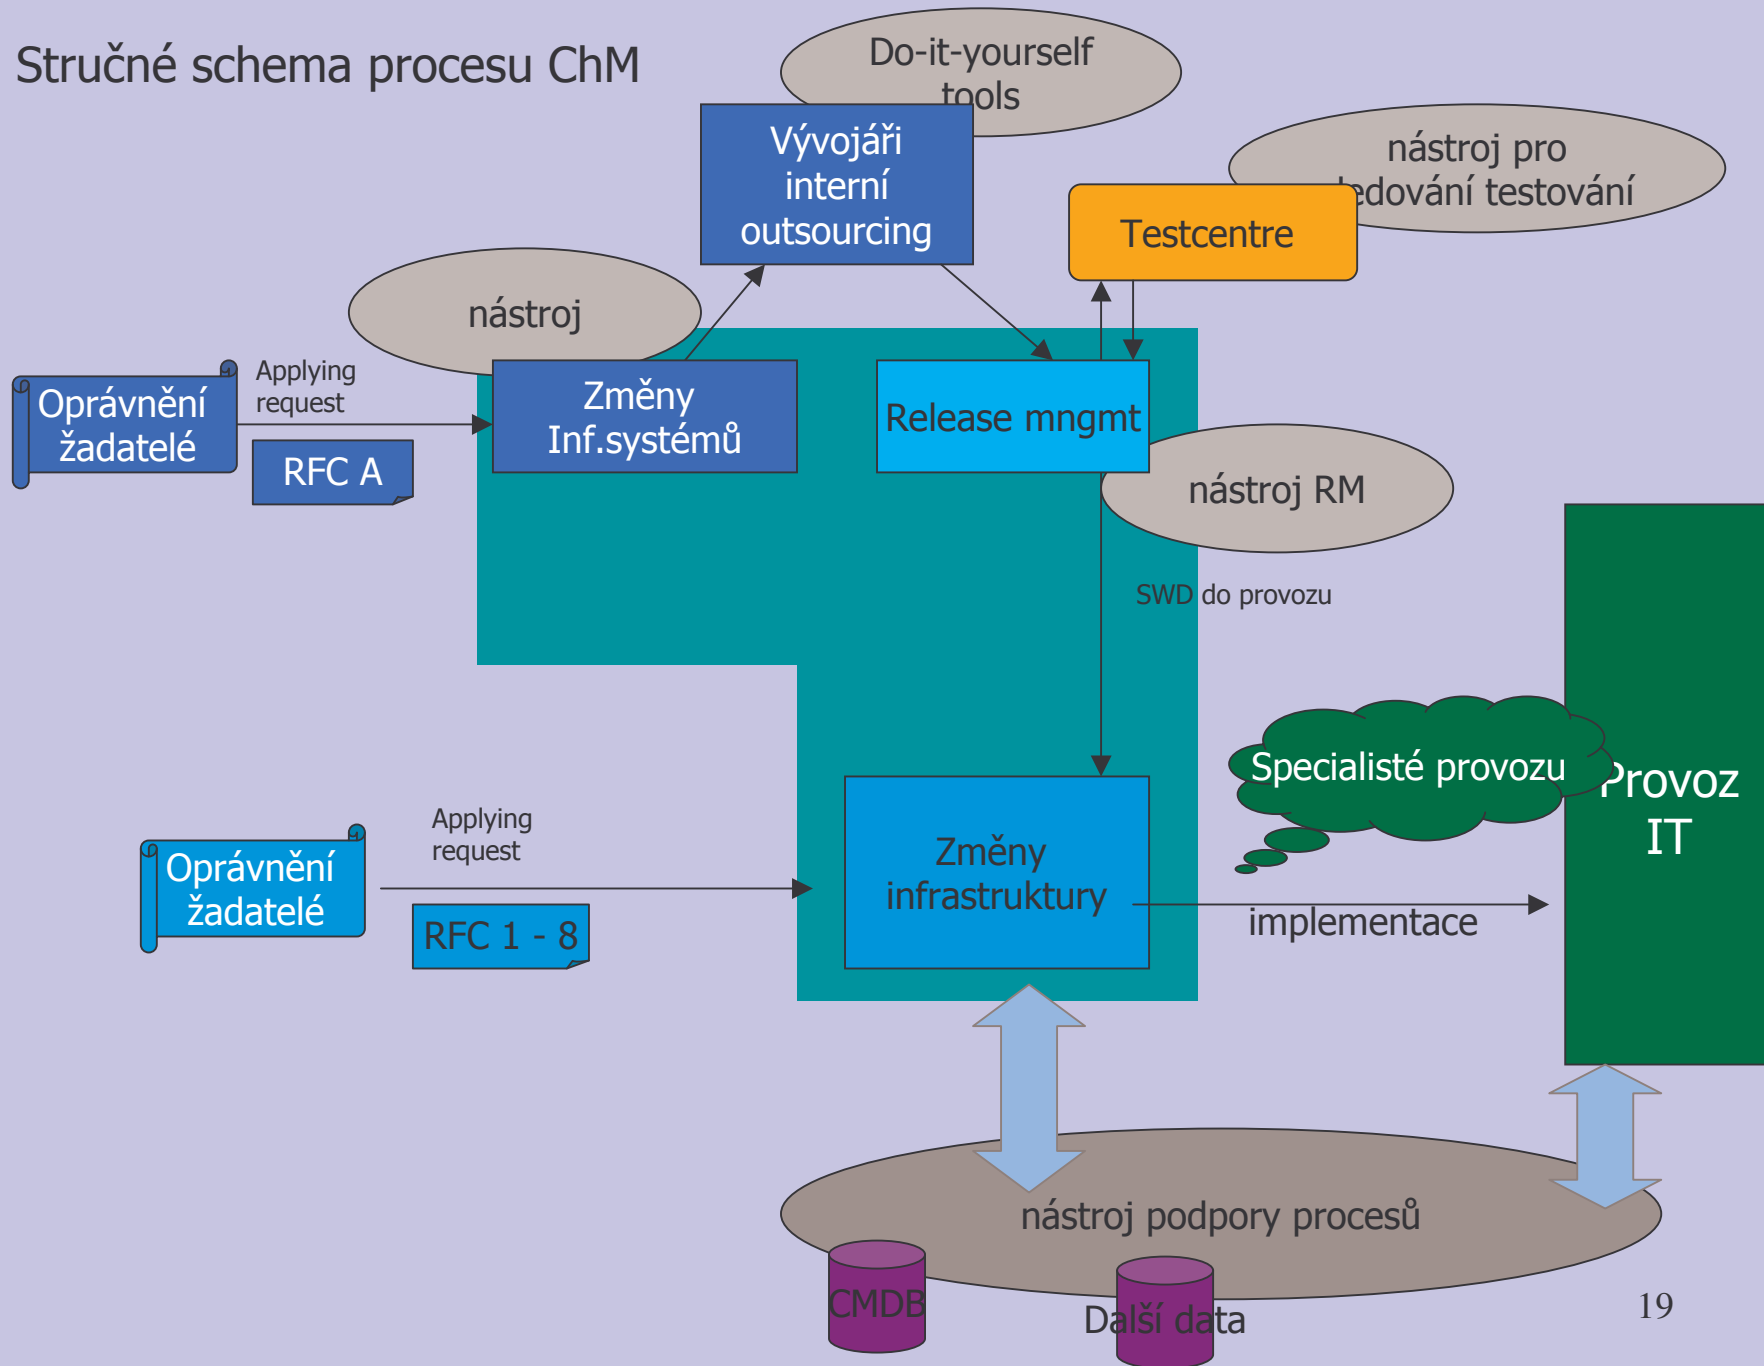 Stručné schema procesu ChM
Do-it-yourself
tools
Vývojáři
interní
outsourcing
nástroj pro
ledování testování
Testcentre
nástroj
Oprávnění
žadatelé
Applying
request
RFC A
Změny
Inf.systémů
Release mngmt
nástroj RM
SWD do provozu
Specialisté provozu
Provoz
IT
Oprávnění
žadatelé
Applying
request
RFC 1 - 8
Změny
infrastruktury
implementace
nástroj podpory procesů
CMDB
Další data
19